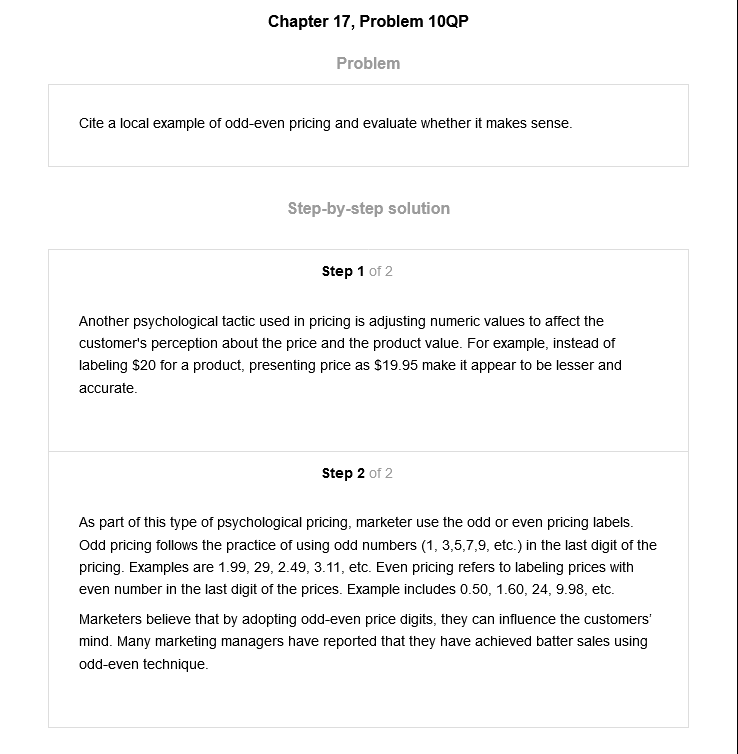 Chapter 17, Problem 10QP
Problem
Cite a local example of odd-even pricing and evaluate whether it makes sense.
Step-by-step solution
Step 1 of 2
Another psychological tactic used in pricing is adjusting numeric values to affect the
customer's perception about the price and the product value. For example, instead of
labeling $20 for a product, presenting price as $19.95 make it appear to be lesser and
accurate.
Step 2 of 2
As part of this type of psychological pricing, marketer use the odd or even pricing labels.
Odd pricing follows the practice of using odd numbers (1, 3,5,7,9, etc.) in the last digit of the
pricing. Examples are 1.99, 29, 2.49, 3.11, etc. Even pricing refers to labeling prices with
even number in the last digit of the prices. Example includes 0.50, 1.60, 24, 9.98, etc.
Marketers believe that by adopting odd-even price digits, they can influence the customers’
mind. Many marketing managers have reported that they have achieved batter sales using
odd-even technique.